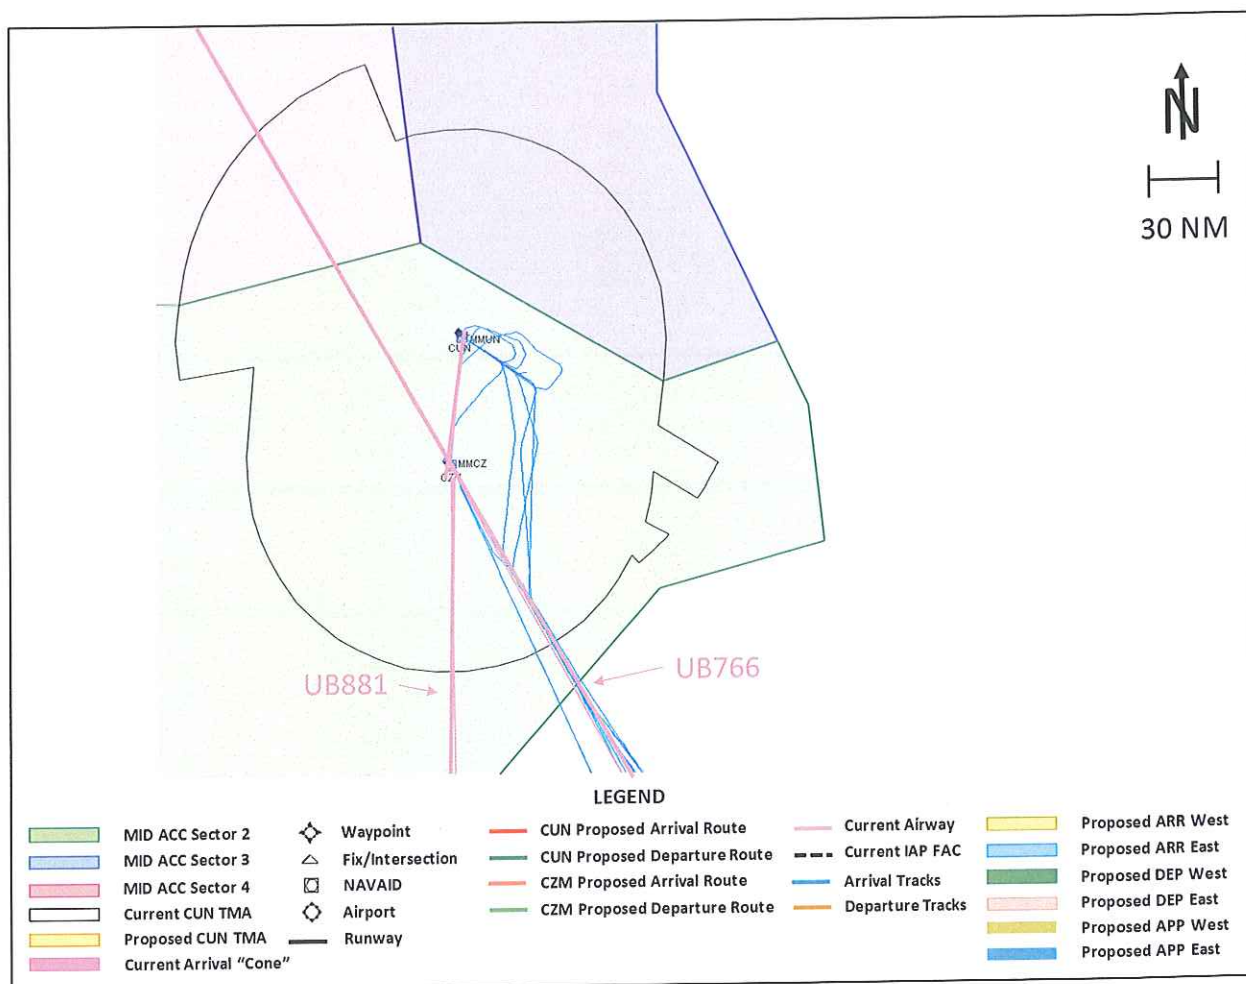 N
30 NM
MMUN
CUN
MMCZ
UB881
UB766
LEGEND
MID ACC Sector 2
MID ACC Sector 3
MID ACC Sector 4
Current CUN TMA
Proposed CUN TMA
Current Arrival “Cone”
Waypoint
Fix/Intersection
NAVAID
Airport
Runway
CUN Proposed Arrival Route
CUN Proposed Departure Route
CZM Proposed Arrival Route
CZM Proposed Departure Route
Current Airway
Current IAP FAC
Arrival Tracks
Departure Tracks
Proposed ARR West
Proposed ARR East
Proposed DEP West
Proposed DEP East
Proposed APP West
Proposed APP East